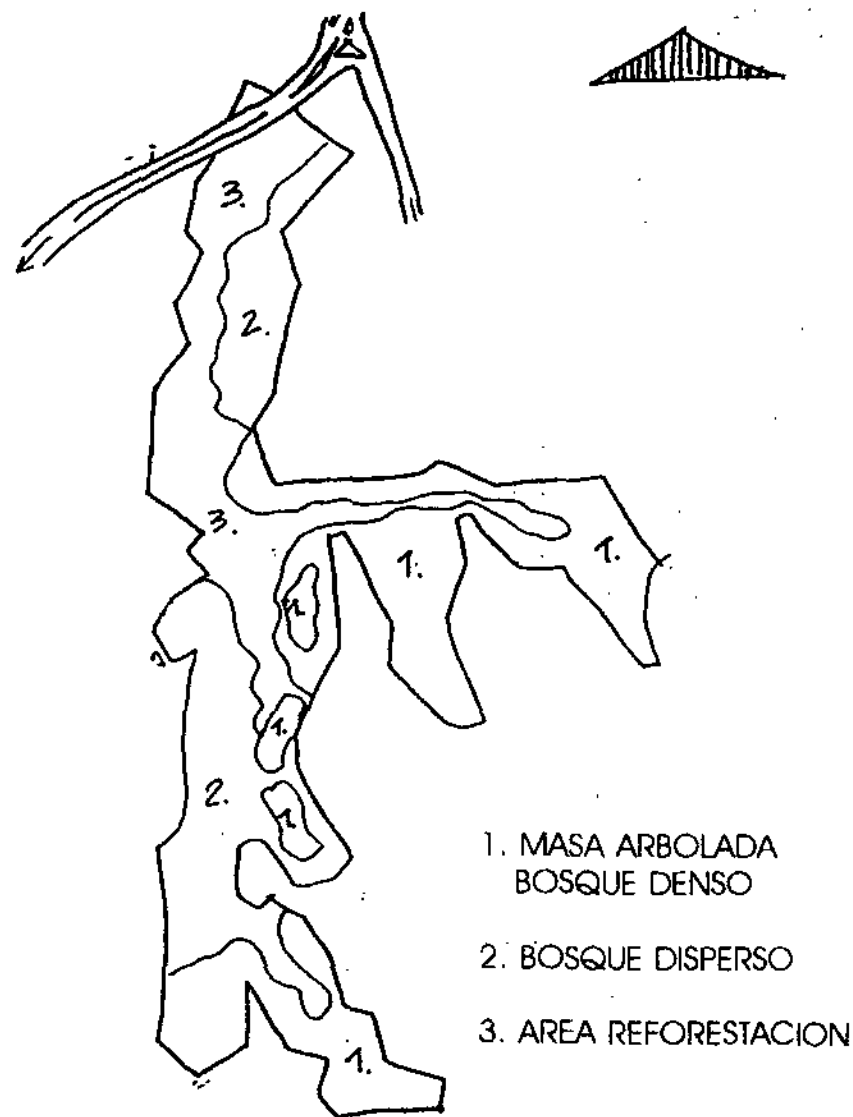 3.
2.
3.
1.
1.
1.
1.
2.
1.
1.
1. MASA ARBOLADA
BOSQUE DENSO
2. BOSQUE DISPERSO
3. AREA REFORESTACION